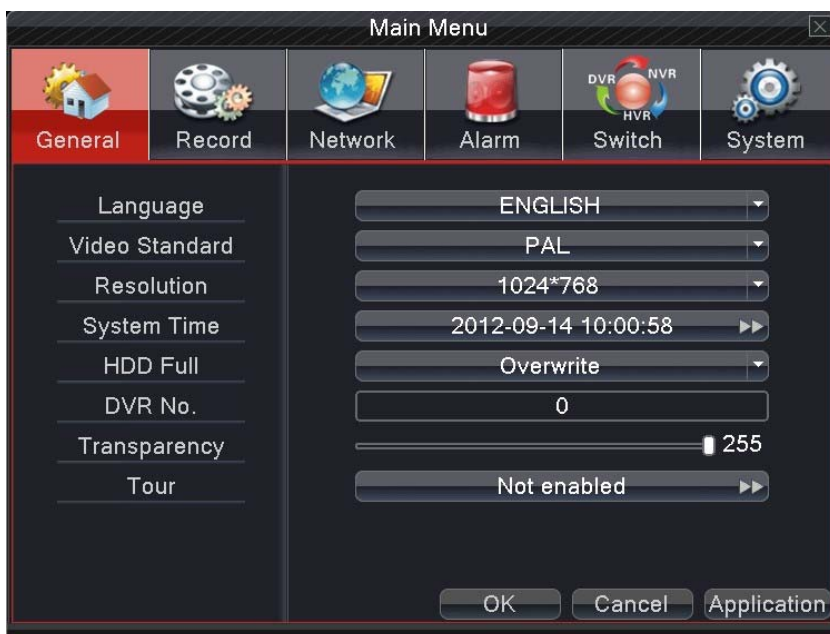 Main Menu
DVR NVR
HVR
General Record Network Alarm Switch System
Language ENGLISH
Video Standard PAL
Resolution 1024*768
System Time 2012-09-14 10:00:58
HDD Full Overwrite
DVR No. 0
Transparency 255
Tour Not enabled
OK Cancel Application